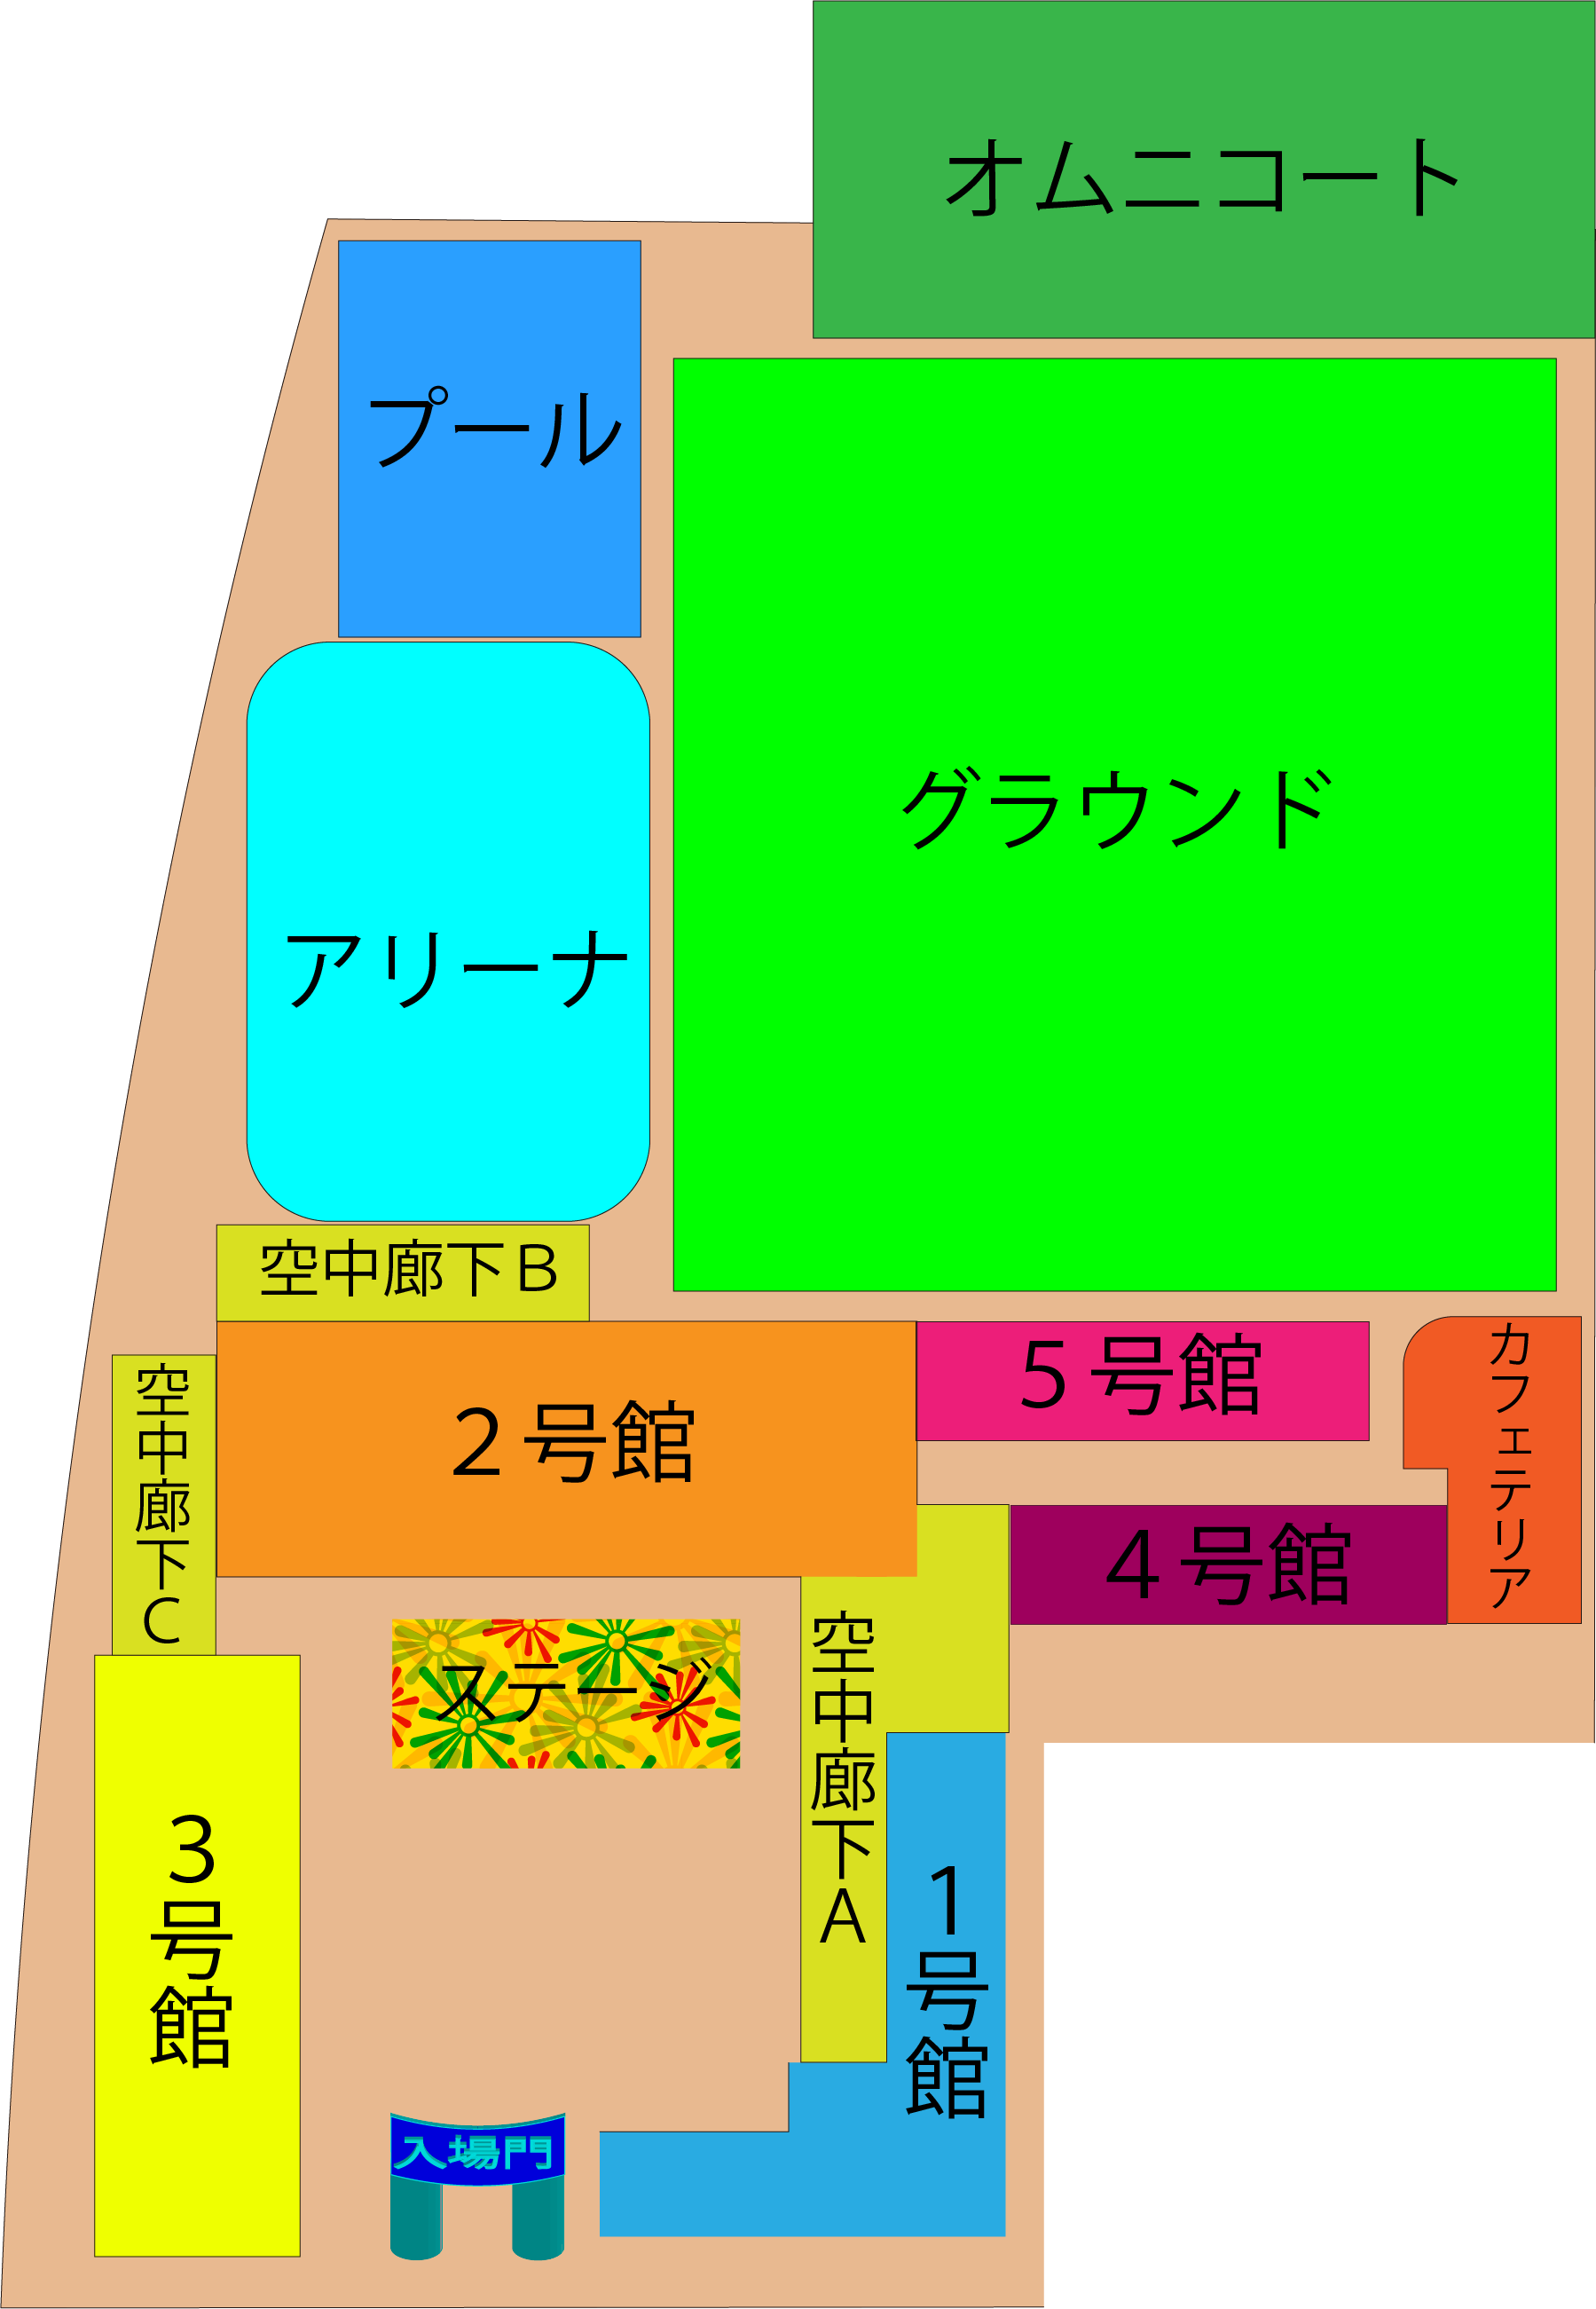 オムニコート
プール
グラウンド
アリーナ
空中廊下B
5号館
カフェテリア
空中廊下C
2号館
4号館
ステージ
空中廊下A
3号館
1号館
入場門